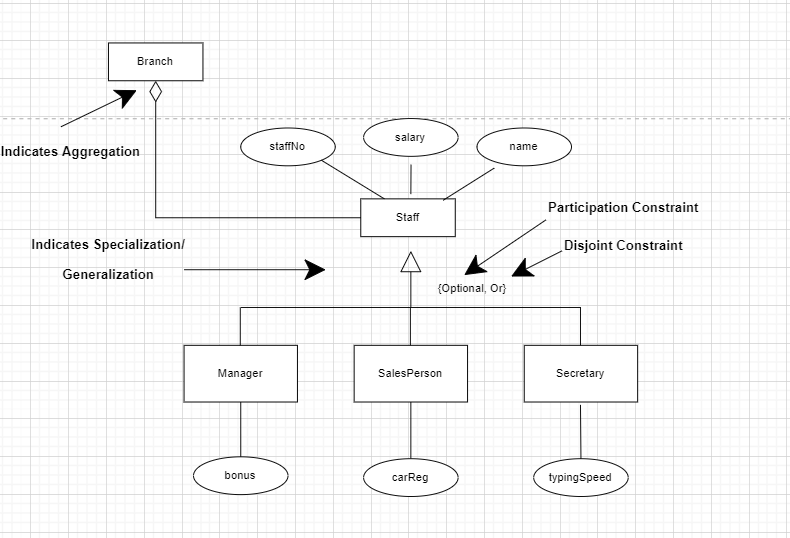 Branch
Indicates Aggregation
staffNo
salary
name
Staff
Participation Constraint
Disjoint Constraint
Indicates Specialization/
Generalization
{Optional, Or}
Manager
SalesPerson
Secretary
bonus
carReg
typingSpeed